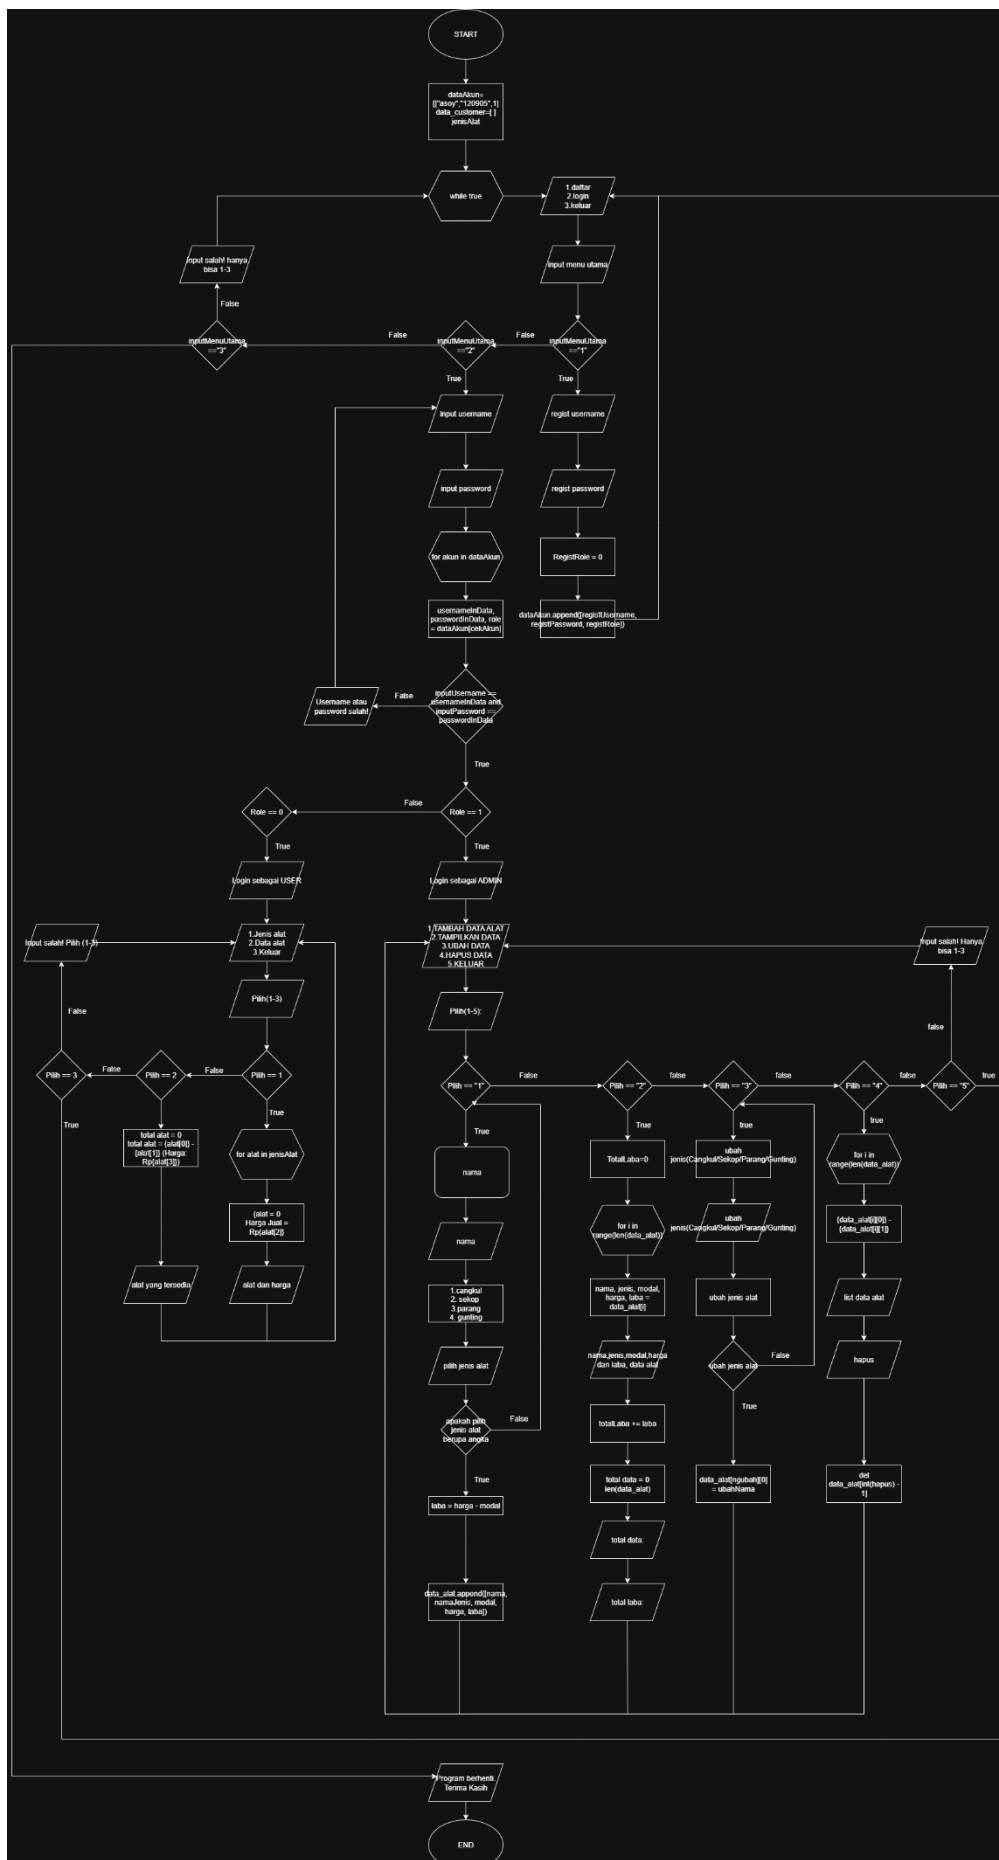 START
dataAkun=
[["asoy","120905",1]
data_customer=[ ]
jenisAlat
while true
1.daftar
2.login
3.keluar
Input salah! hanya
bisa 1-3
input menu utama
False
inputMenuUtama
=="3"
False
inputMenuUtama
=="2"
False
inputMenuUtama
=="1"
True
True
input username
regist username
input password
regist password
for akun in dataAkun
RegistRole = 0
usernameInData,
passwordInData, role
= dataAkun[cekAkun]
dataAkun.append([registUsername,
registPassword, registRole])
Username atau
password salah!
False
inputUsername ==
usernameInData and
inputPassword ==
passwordInData
True
Role == 0
False
Role == 1
True
True
Login sebagai USER
Login sebagai ADMIN
Input salah! Pilih (1-3)
1.Jenis alat
2.Data alat
3.Keluar
1.TAMBAH DATA ALAT
2.TAMPILKAN DATA
3.UBAH DATA
4.HAPUS DATA
5.KELUAR
Input salah! Hanya
bisa 1-3
Pilih(1-3)
Pilih(1-5):
False
false
Pilih == 3
False
Pilih == 2
False
Pilih == 1
Pilih == "1"
False
Pilih == "2"
false
Pilih == "3"
false
Pilih == "4"
false
Pilih == "5"
true
True
True
True
True
true
true
total alat = 0
total alat = {alat[0]} -
{alat[1]} (Harga:
Rp{alat[3]})
for alat in jenisAlat
nama
TotalLaba=0
ubah
jenis(Cangkul/Sekop/Parang/Gunting)
for i in
range(len(data_alat))
{alat = 0
Harga Jual =
Rp{alat[2]}
nama
for i in
range(len(data_alat))
ubah
jenis(Cangkul/Sekop/Parang/Gunting)
{data_alat[i][0]} -
{data_alat[i][1]}
alat yang tersedia
alat dan harga
1.cangkul
2. sekop
3.parang
4. gunting
nama, jenis, modal,
harga, laba =
data_alat[i]
ubah jenis alat
list data alat
pilih jenis alat
nama,jenis,modal,harga
dan laba, data alat
ubah jenis alat
False
hapus
apakah pilih
jenis alat
berupa angka
False
totalLaba += laba
True
True
laba = harga - modal
total data = 0
len(data_alat)
data_alat[ngubah][0]
= ubahNama
del
data_alat[int(hapus) -
1]
total data:
data_alat.append([nama,
namaJenis, modal,
harga, laba])
total laba:
Program berhenti.
Terima Kasih
END